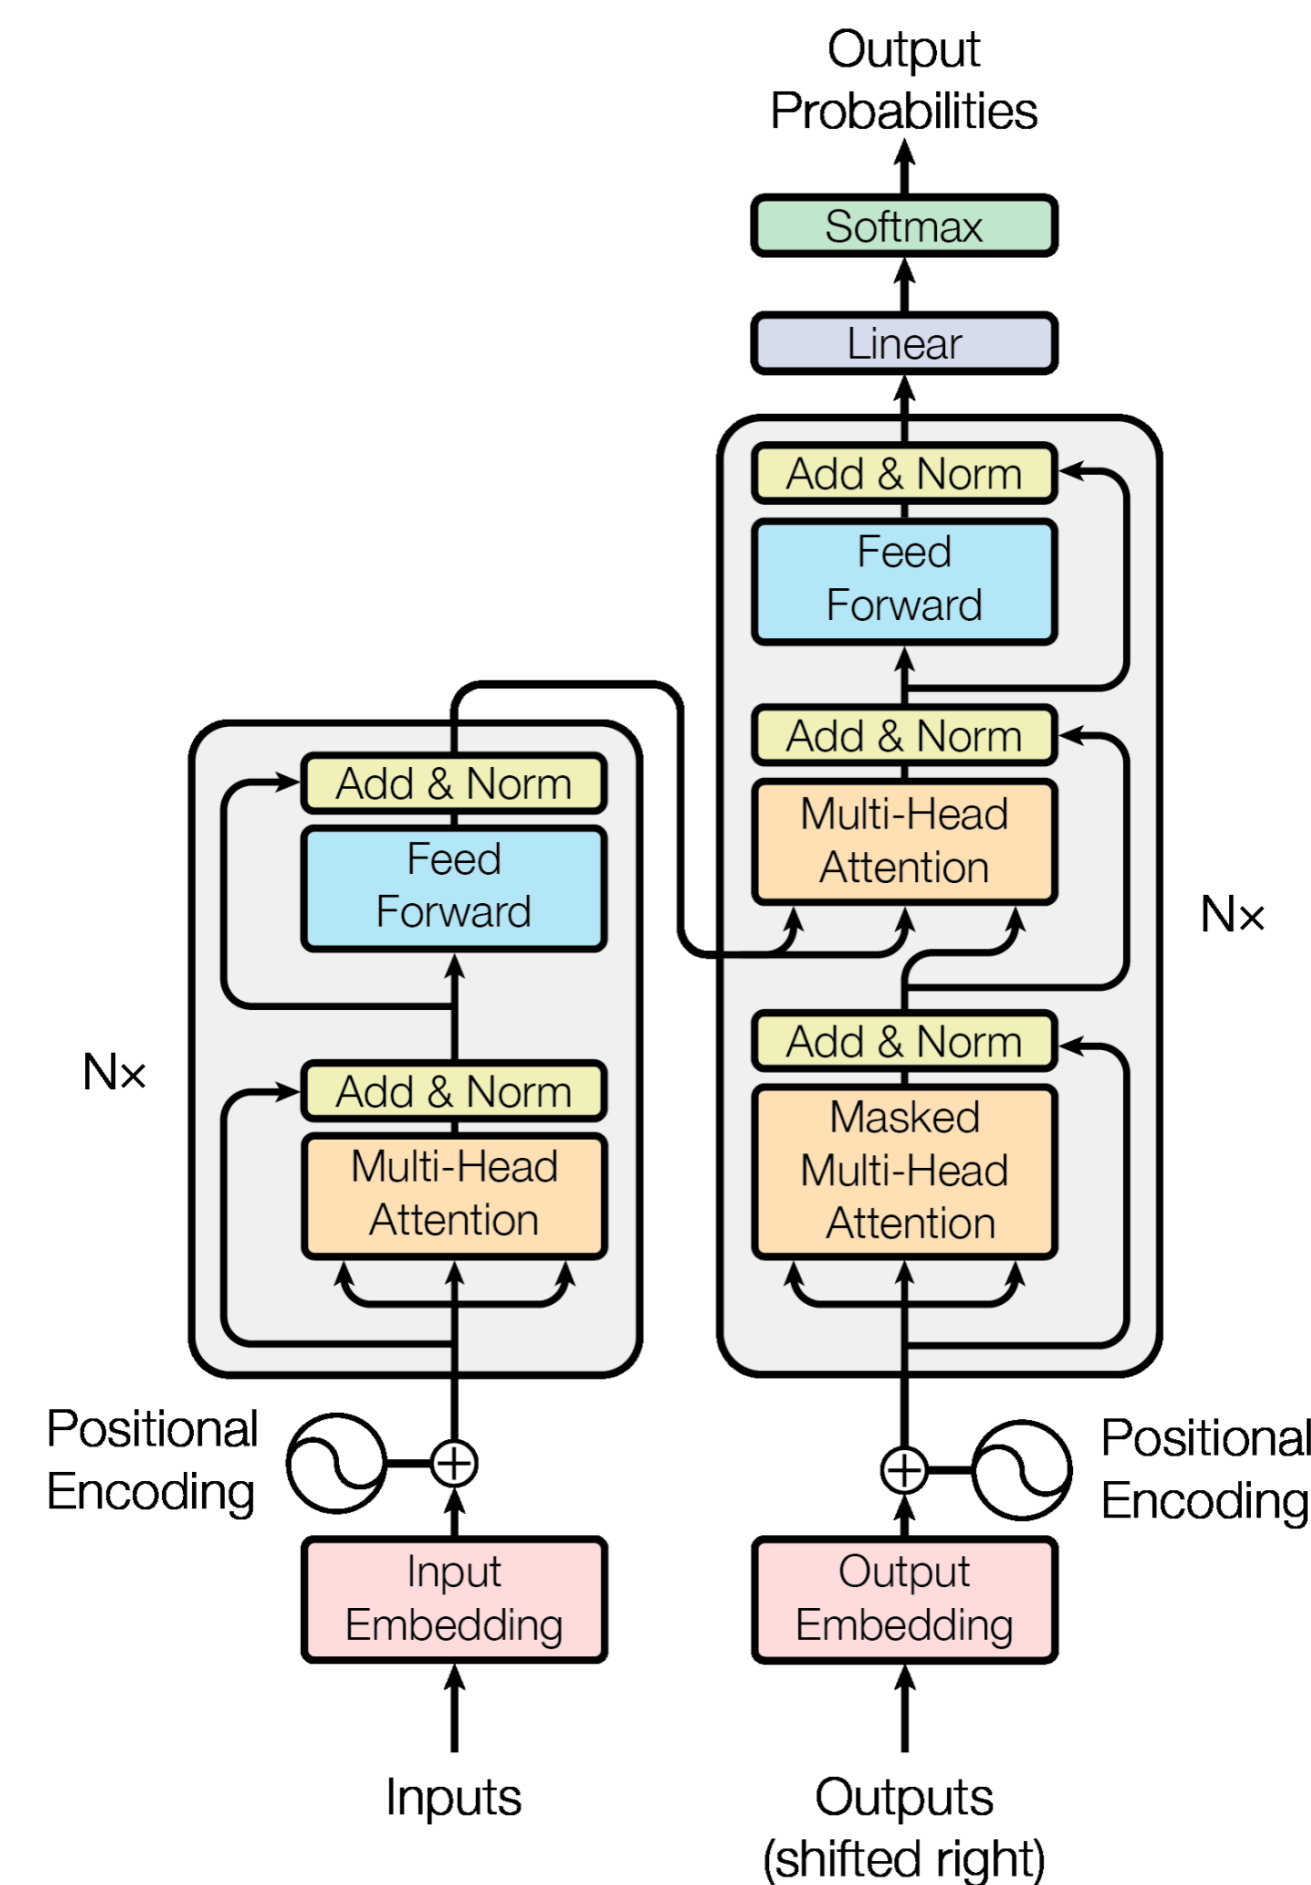 Output
Probabilities
Softmax
Linear
Add & Norm
Feed
Forward
Add & Norm
Multi-Head
Attention
N×
Add & Norm
Masked
Multi-Head
Attention
Add & Norm
Feed
Forward
N×
Add & Norm
Multi-Head
Attention
Positional
Encoding
Positional
Encoding
Input
Embedding
Output
Embedding
Inputs
Outputs
(shifted right)